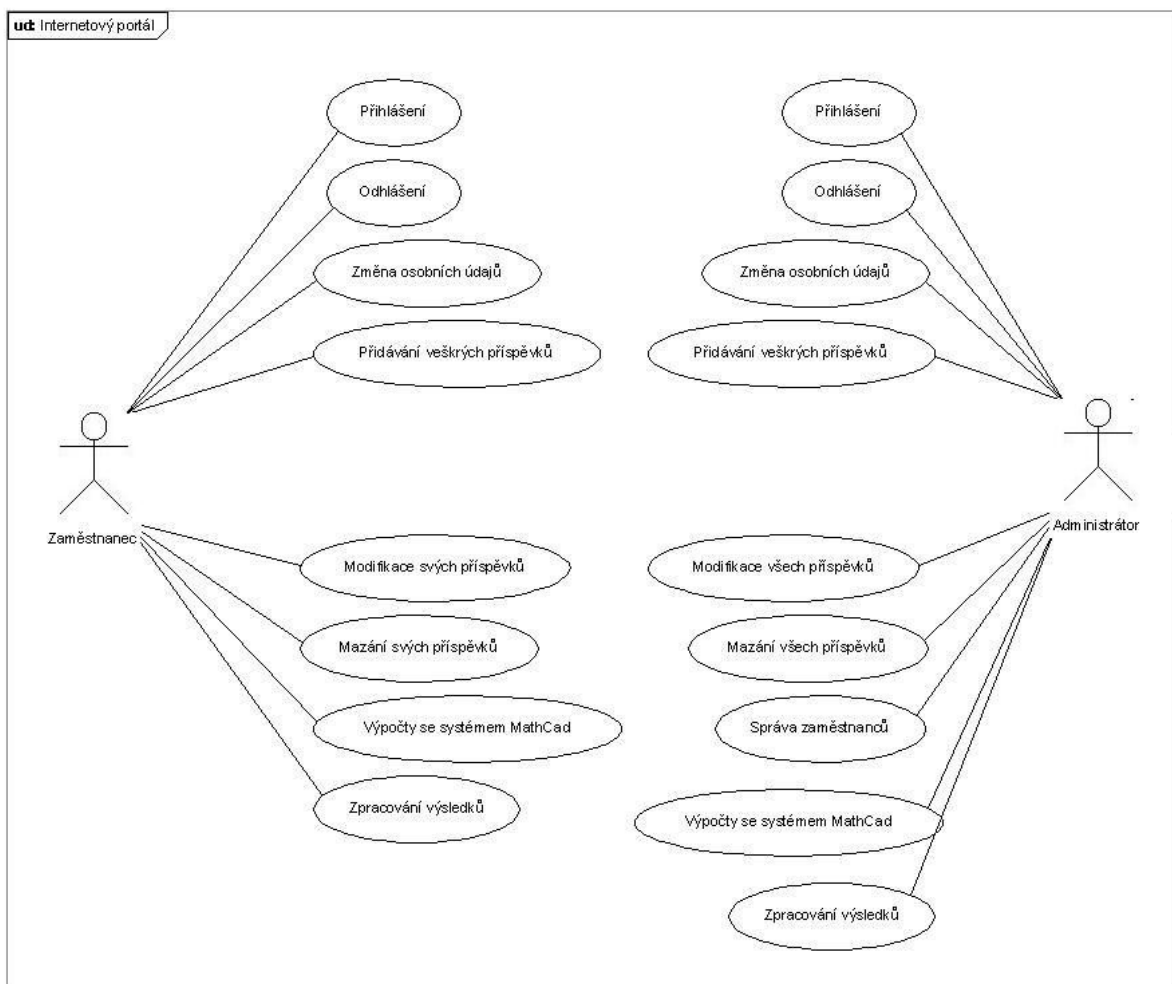 ud: Internetový portál
Přihlášení
Přihlášení
Odhlášení
Odhlášení
Změna osobních údajů
Změna osobních údajů
Přidávání veškrých příspěvků
Přidávání veškrých příspěvků
Zaměstnanec
Administrátor
Modifikace svých příspěvků
Modifikace všech příspěvků
Mazání svých příspěvků
Mazání všech příspěvků
Výpočty se systémem MathCad
Správa zaměstnanců
Zpracování výsledků
Výpočty se systémem MathCad
Zpracování výsledků